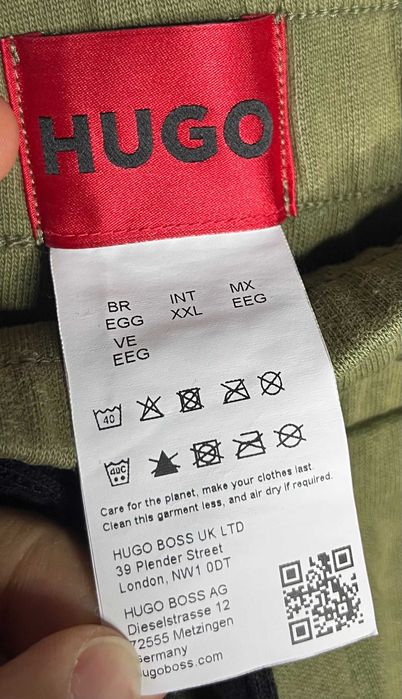 HUGO
BR INT MX
EGG XXL EEG
VE
EEG
40
40C
Care for the planet, make your clothes last.
Clean this garment less, and air dry if required.
HUGO BOSS UK LTD
39 Plender Street
London, NW1 0DT
HUGO BOSS AG
Dieselstrasse 12
72555 Metzingen
Germany
hugoboss.com